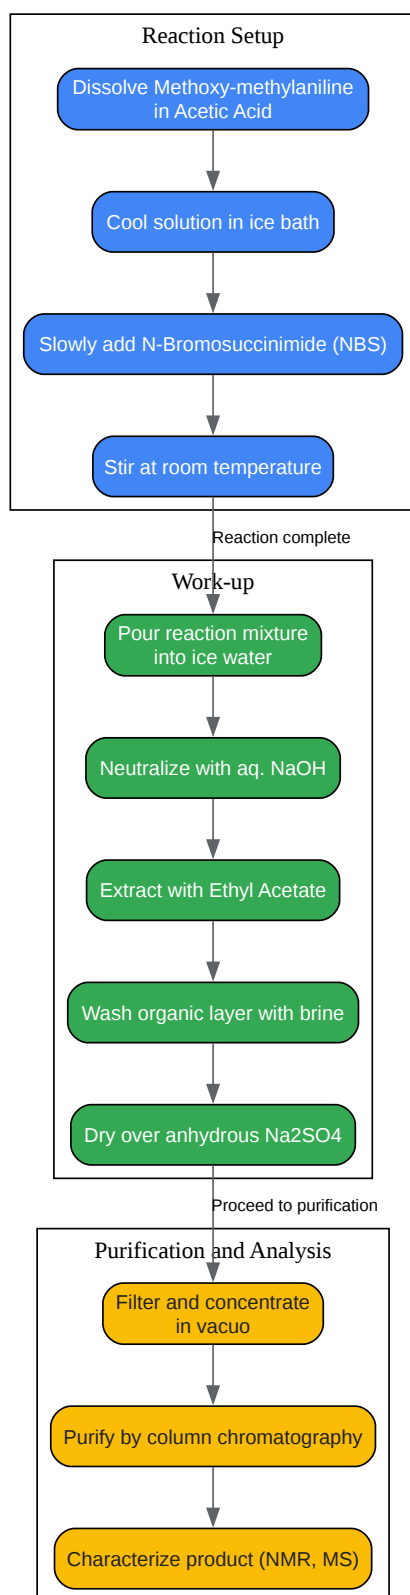 Reaction Setup
Dissolve Methoxy-methylaniline
in Acetic Acid
Cool solution in ice bath
Slowly add N-Bromosuccinimide (NBS)
Stir at room temperature
Reaction complete
Work-up
Pour reaction mixture
into ice water
Neutralize with aq. NaOH
Extract with Ethyl Acetate
Wash organic layer with brine
Dry over anhydrous Na2SO4
Proceed to purification
Purification and Analysis
Filter and concentrate
in vacuo
Purify by column chromatography
Characterize product (NMR, MS)